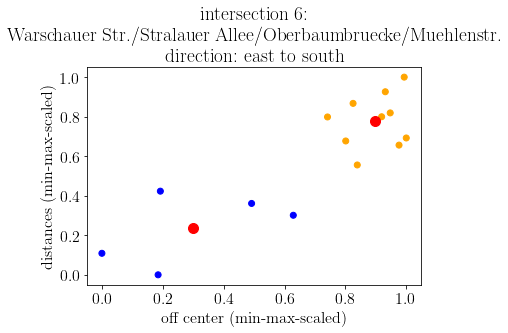 intersection 6:
Warschauer Str./Stralauer Allee/Oberbaumbruecke/Muehlenstr.
direction: east to south
distances (min-max-scaled)
1.0
0.8
0.6
0.4
0.2
0.0
0.0 0.2 0.4 0.6 0.8 1.0
off center (min-max-scaled)